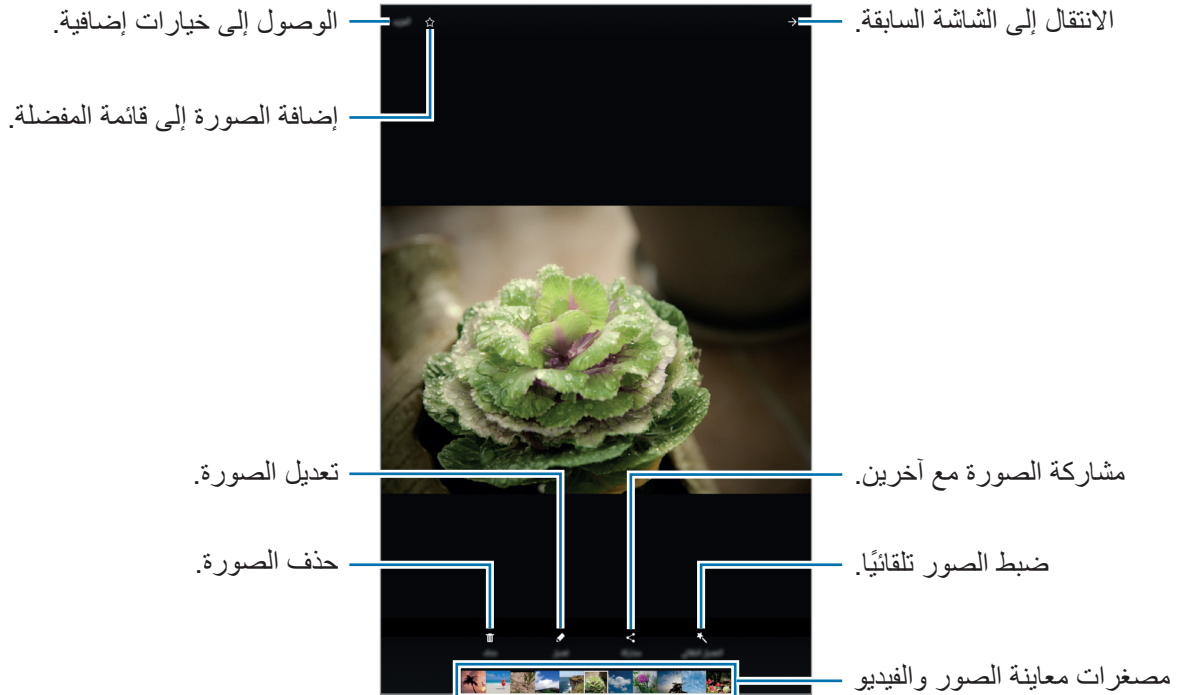 الانتقال إلى الشاشة السابقة.
الوصول إلى خيارات إضافية.
إضافة الصورة إلى قائمة المفضلة.
مشاركة الصورة مع آخرين.
تعديل الصورة.
ضبط الصور تلقائيًا.
حذف الصورة.
مصغرات معاينة الصور والفيديو